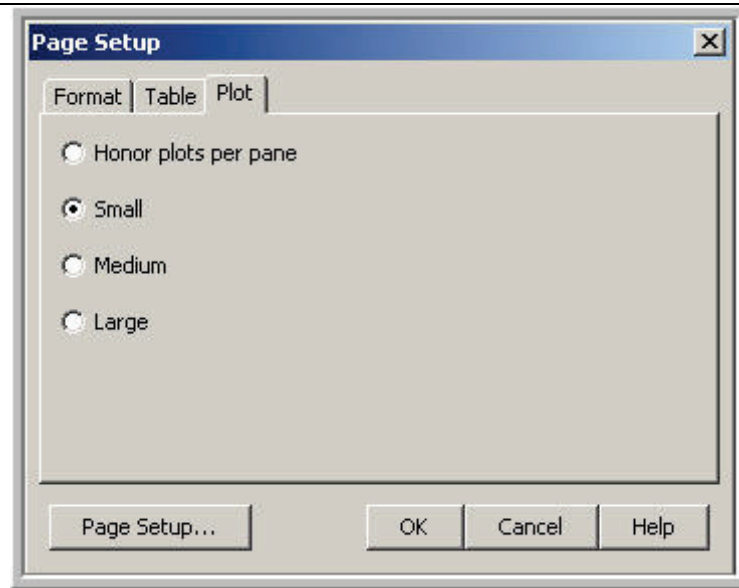 Page Setup
Format Table Plot
Honor plots per pane
Small
Medium
Large
Page Setup... OK Cancel Help